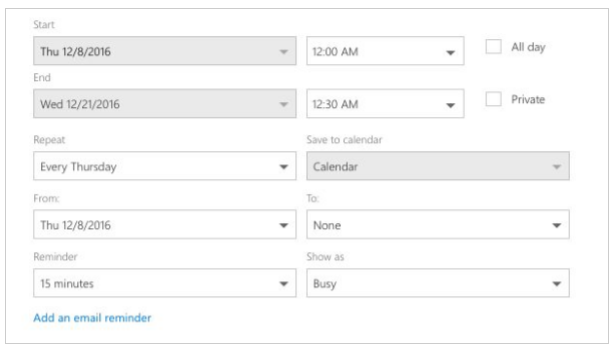 Start
Thu 12/8/2016 12:00 AM All day
End
Wed 12/21/2016 12:30 AM Private
Repeat Save to calendar
Every Thursday Calendar
From: To:
Thu 12/8/2016 None
Reminder Show as
15 minutes Busy
Add an email reminder